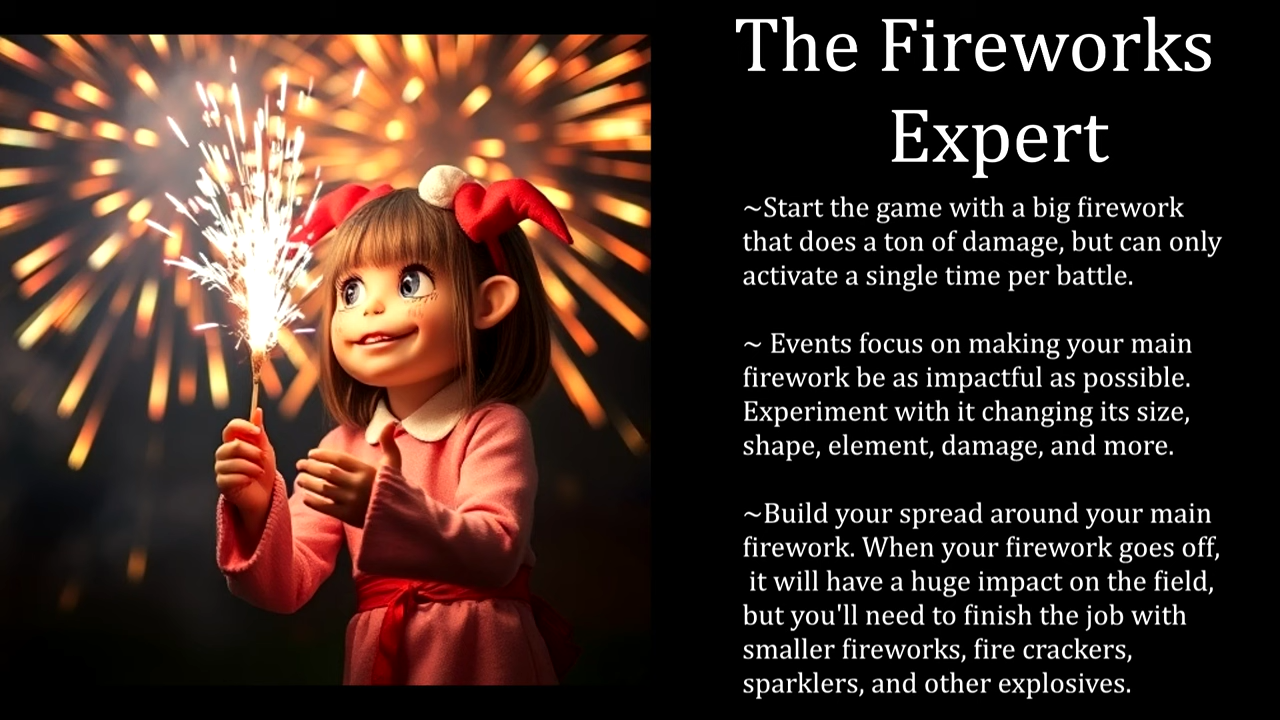 The Fireworks
Expert
~Start the game with a big firework
that does a ton of damage, but can only
activate a single time per battle.
~ Events focus on making your main
firework be as impactful as possible.
Experiment with it changing its size,
shape, element, damage, and more.
~Build your spread around your main
firework. When your firework goes off,
it will have a huge impact on the field,
but you'll need to finish the job with
smaller fireworks, fire crackers,
sparklers, and other explosives.